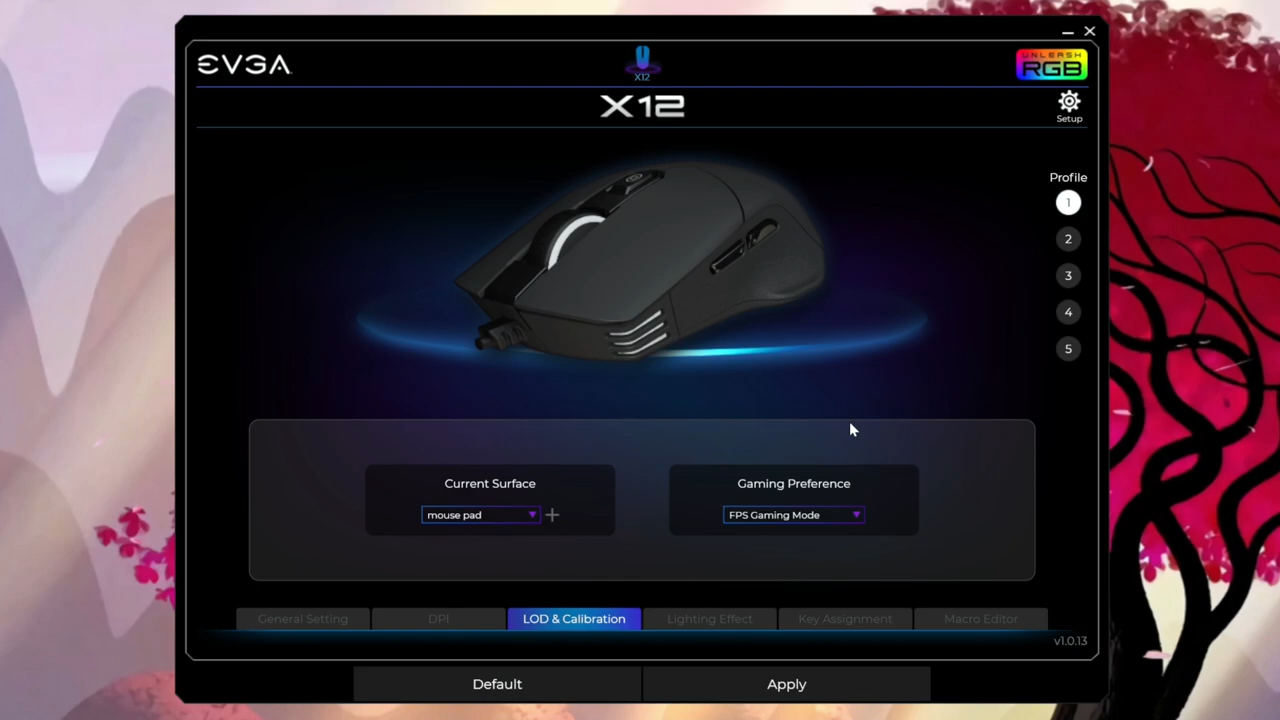 EVGA
X12
UNLEASH
RGB
X12
Setup
Profile
1
2
3
4
5
Current Surface
Gaming Preference
mouse pad
FPS Gaming Mode
General Setting
DPI
LOD & Calibration
Lighting Effect
Key Assignment
Macro Editor
v1.0.13
Default
Apply